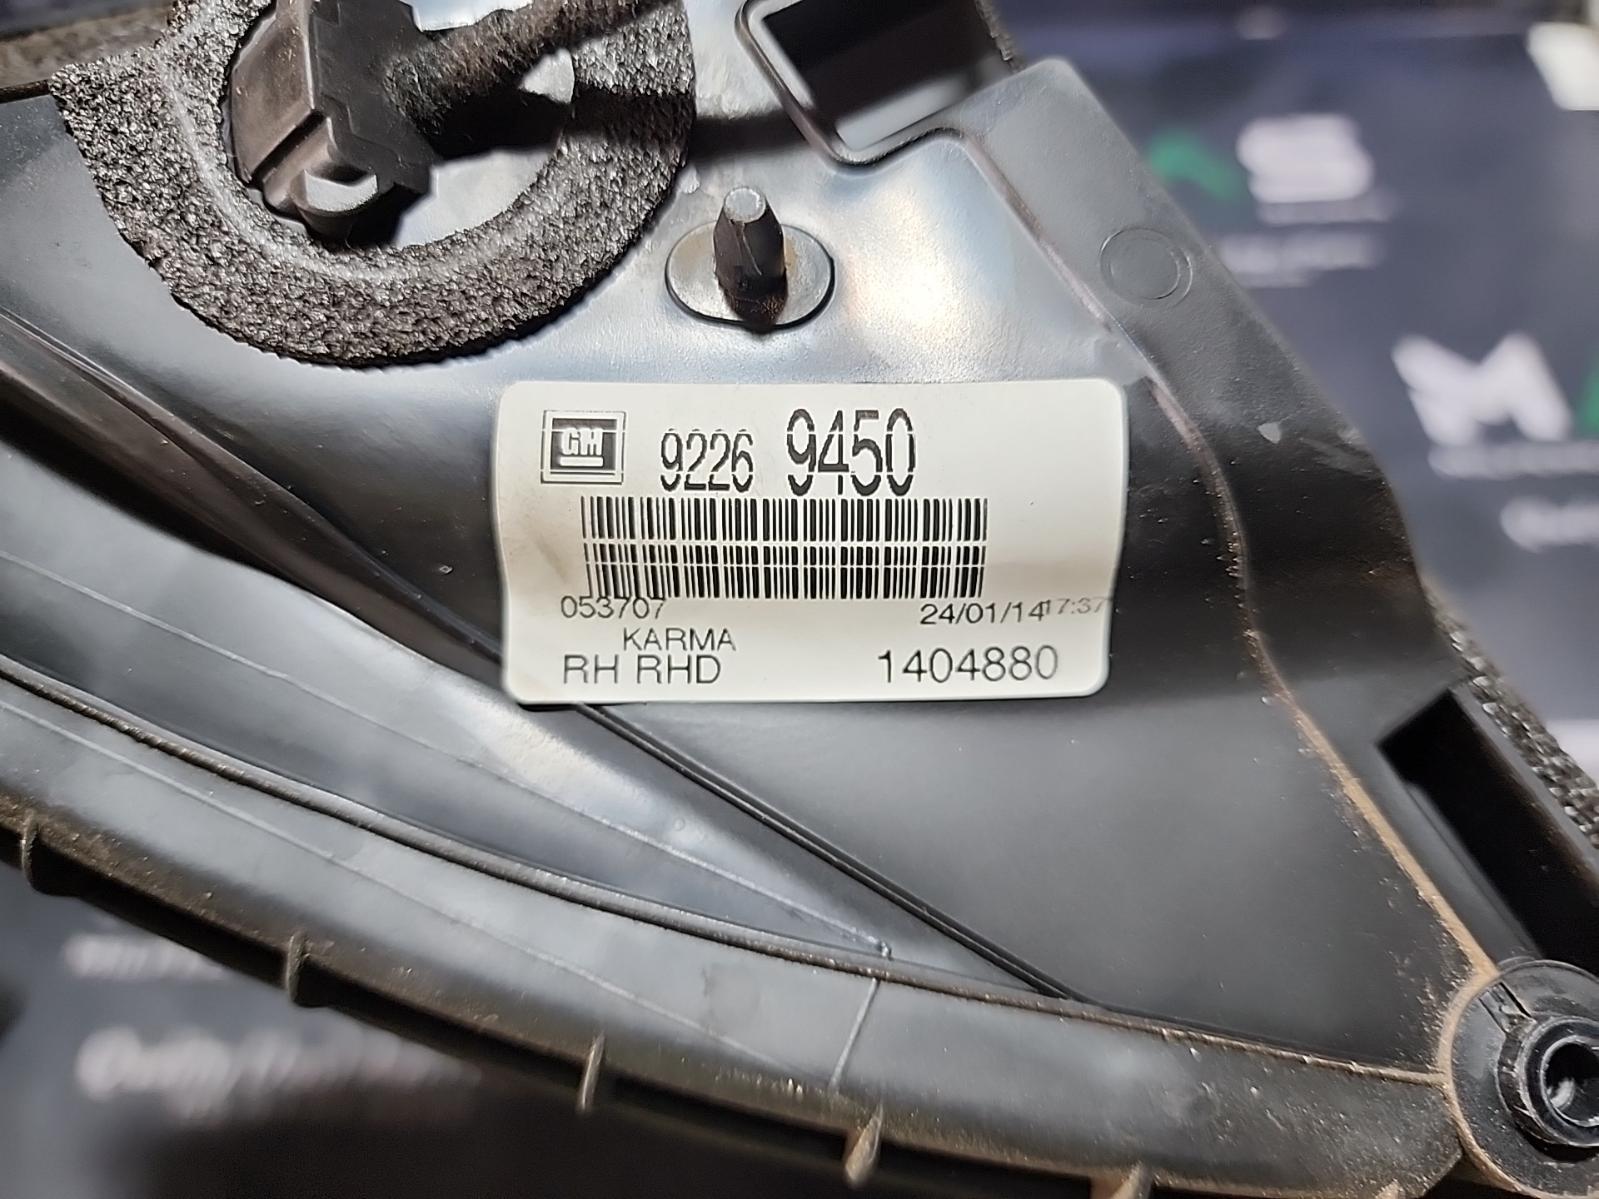 GM 9226 9450
053707 24/01/14 17:37
KARMA
RH RHD 1404880